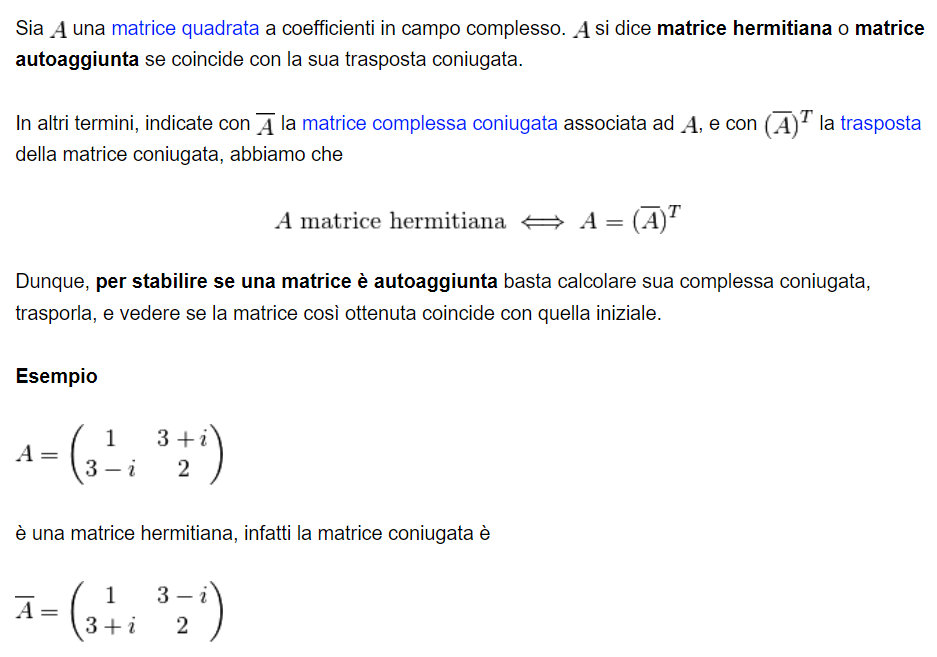 Sia A una matrice quadrata a coefficienti in campo complesso. A si dice matrice hermitiana o matrice
autoaggiunta se coincide con la sua trasposta coniugata.
In altri termini, indicate con A̅ la matrice complessa coniugata associata ad A, e con (A̅)ᵀ la trasposta
della matrice coniugata, abbiamo che
A matrice hermitiana ⟺ A = (A̅)ᵀ
Dunque, per stabilire se una matrice è autoaggiunta basta calcolare sua complessa coniugata,
trasporla, e vedere se la matrice così ottenuta coincide con quella iniziale.
Esempio
A = ( 1 3 + i
3 − i 2 )
è una matrice hermitiana, infatti la matrice coniugata è
A̅ = ( 1 3 − i
3 + i 2 )